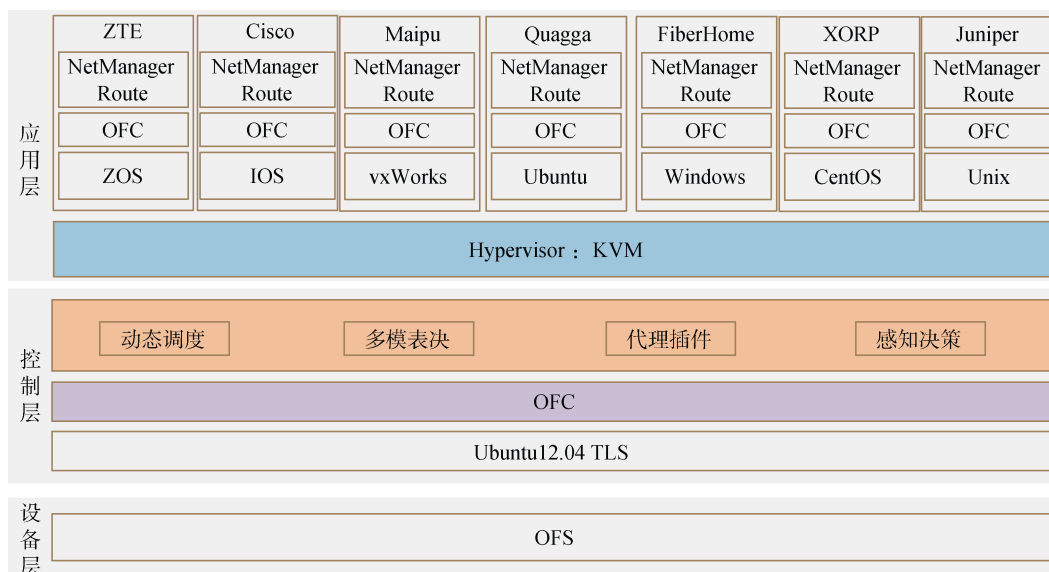 应用层
ZTE
NetManager
Route
OFC
ZOS
Cisco
NetManager
Route
OFC
IOS
Maipu
NetManager
Route
OFC
vxWorks
Quagga
NetManager
Route
OFC
Ubuntu
FiberHome
NetManager
Route
OFC
Windows
XORP
NetManager
Route
OFC
CentOS
Juniper
NetManager
Route
OFC
Unix
Hypervisor：KVM
控制层
动态调度
多模表决
代理插件
感知决策
OFC
Ubuntu12.04 TLS
设备层
OFS